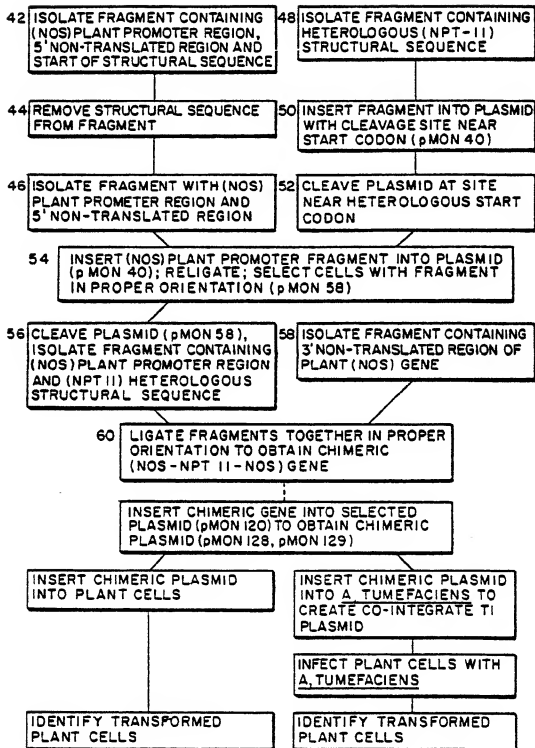 42 ISOLATE FRAGMENT CONTAINING
(NOS) PLANT PROMOTER REGION,
5' NON-TRANSLATED REGION AND
START OF STRUCTURAL SEQUENCE
48 ISOLATE FRAGMENT CONTAINING
HETEROLOGOUS (NPT-II)
STRUCTURAL SEQUENCE
44 REMOVE STRUCTURAL SEQUENCE
FROM FRAGMENT
50 INSERT FRAGMENT INTO PLASMID
WITH CLEAVAGE SITE NEAR
START CODON (pMON 40)
46 ISOLATE FRAGMENT WITH (NOS)
PLANT PROMETER REGION AND
5' NON-TRANSLATED REGION
52 CLEAVE PLASMID AT SITE
NEAR HETEROLOGOUS START
CODON
54 INSERT (NOS) PLANT PROMOTER FRAGMENT INTO PLASMID
(p MON 40); RELIGATE; SELECT CELLS WITH FRAGMENT
IN PROPER ORIENTATION (p MON 58)
56 CLEAVE PLASMID (p MON 58),
ISOLATE FRAGMENT CONTAINING
(NOS) PLANT PROMOTER REGION
AND (NPT II) HETEROLOGOUS
STRUCTURAL SEQUENCE
58 ISOLATE FRAGMENT CONTAINING
3' NON-TRANSLATED REGION OF
PLANT (NOS) GENE
60 LIGATE FRAGMENTS TOGETHER IN PROPER
ORIENTATION TO OBTAIN CHIMERIC
(NOS-NPT II-NOS) GENE
INSERT CHIMERIC GENE INTO SELECTED
PLASMID (pMON 120) TO OBTAIN CHIMERIC
PLASMID (pMON 128, pMON 129)
INSERT CHIMERIC PLASMID
INTO PLANT CELLS
INSERT CHIMERIC PLASMID
INTO A, TUMEFACIENS TO
CREATE CO-INTEGRATE TI
PLASMID
INFECT PLANT CELLS WITH
A, TUMEFACIENS
IDENTIFY TRANSFORMED
PLANT CELLS
IDENTIFY TRANSFORMED
PLANT CELLS